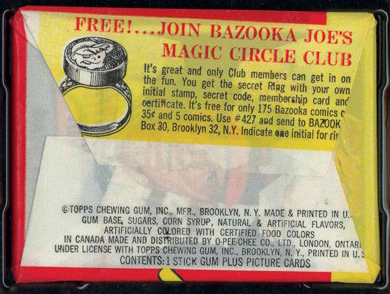 FREE!...JOIN BAZOOKA JOE'S
MAGIC CIRCLE CLUB
It's great and only Club members can get in on
the fun. You get the secret Ring with your own
initial stamp, secret code, membership card and
certificate. It's free for only 175 Bazooka comics
35¢ and 5 comics. Use #427 and send to BAZOOK
Box 30, Brooklyn 32, N.Y. Indicate one initial for ri
©TOPPS CHEWING GUM, INC., MFR., BROOKLYN, N.Y. MADE & PRINTED IN U.
GUM BASE, SUGARS, CORN SYRUP, NATURAL & ARTIFICIAL FLAVORS,
ARTIFICIALLY COLORED WITH CERTIFIED FOOD COLORS
IN CANADA MADE AND DISTRIBUTED BY O-PEE-CHEE CO., LTD., LONDON, ONTARI
UNDER LICENSE WITH TOPPS CHEWING GUM, INC., BROOKLYN, N.Y., PRINTED IN U.S.
CONTENTS: 1 STICK GUM PLUS PICTURE CARDS